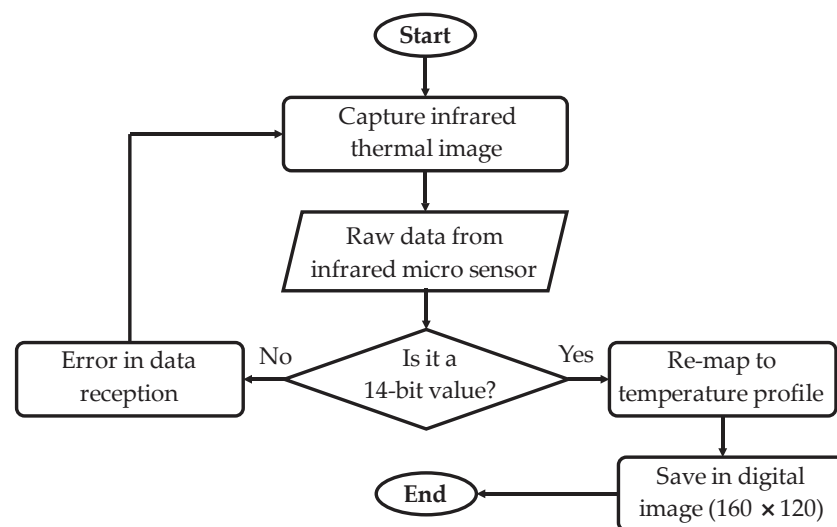 Start
Capture infrared
thermal image
Raw data from
infrared micro sensor
Is it a
14-bit value?
No
Error in data
reception
Yes
Re-map to
temperature profile
Save in digital
image (160 × 120)
End